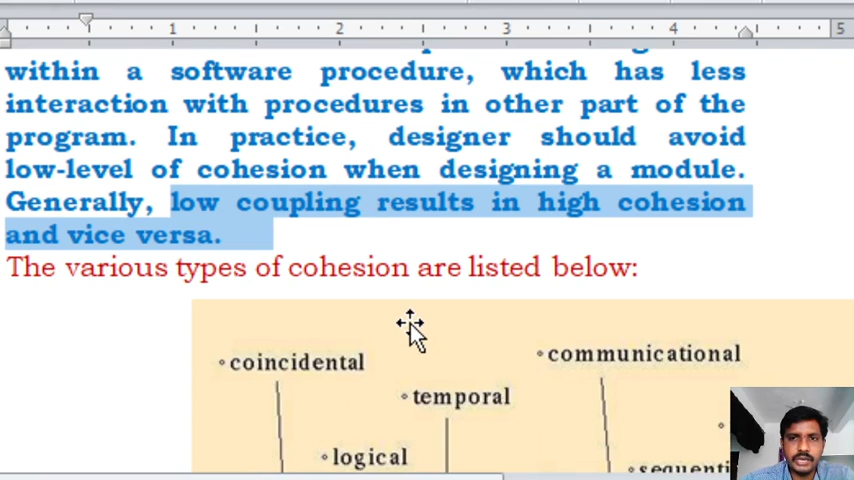 1 2 3 4 5
within a software procedure, which has less
interaction with procedures in other part of the
program. In practice, designer should avoid
low-level of cohesion when designing a module.
Generally, low coupling results in high cohesion
and vice versa.
The various types of cohesion are listed below:
◦coincidental
◦communicational
◦temporal
◦logical